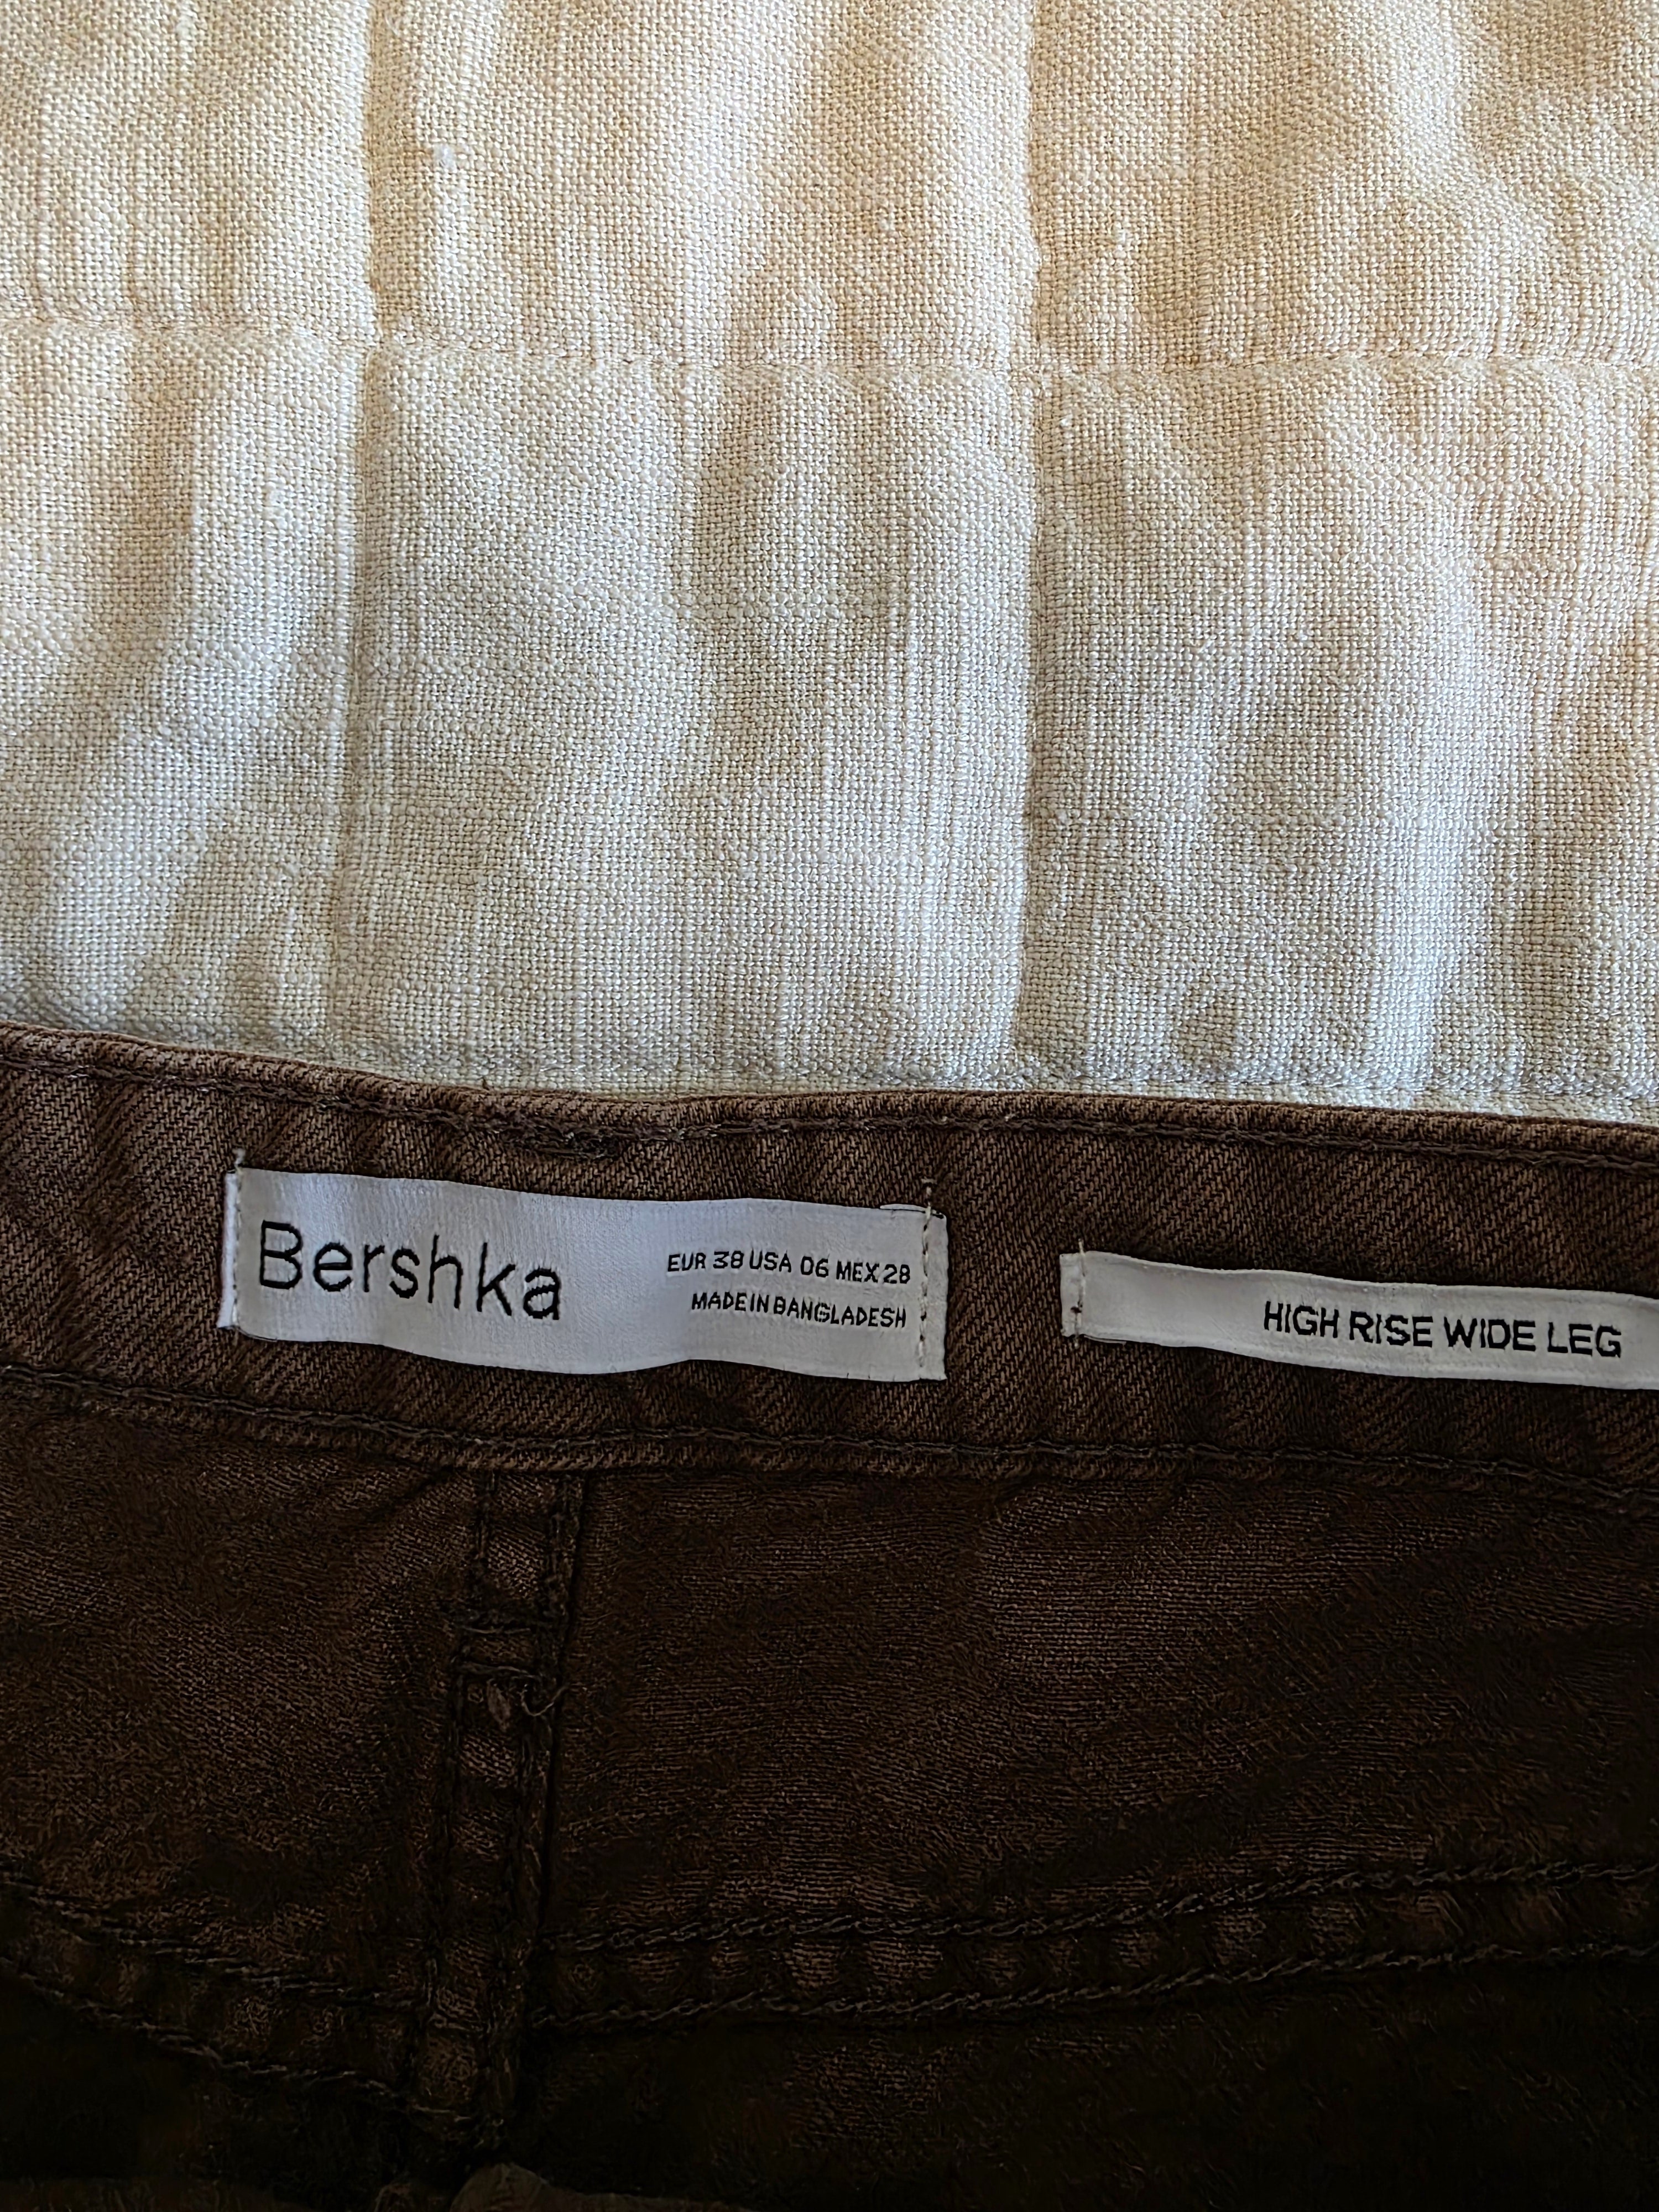 Bershka
EUR 38 USA 06 MEX 28
MADE IN BANGLADESH
HIGH RISE WIDE LEG